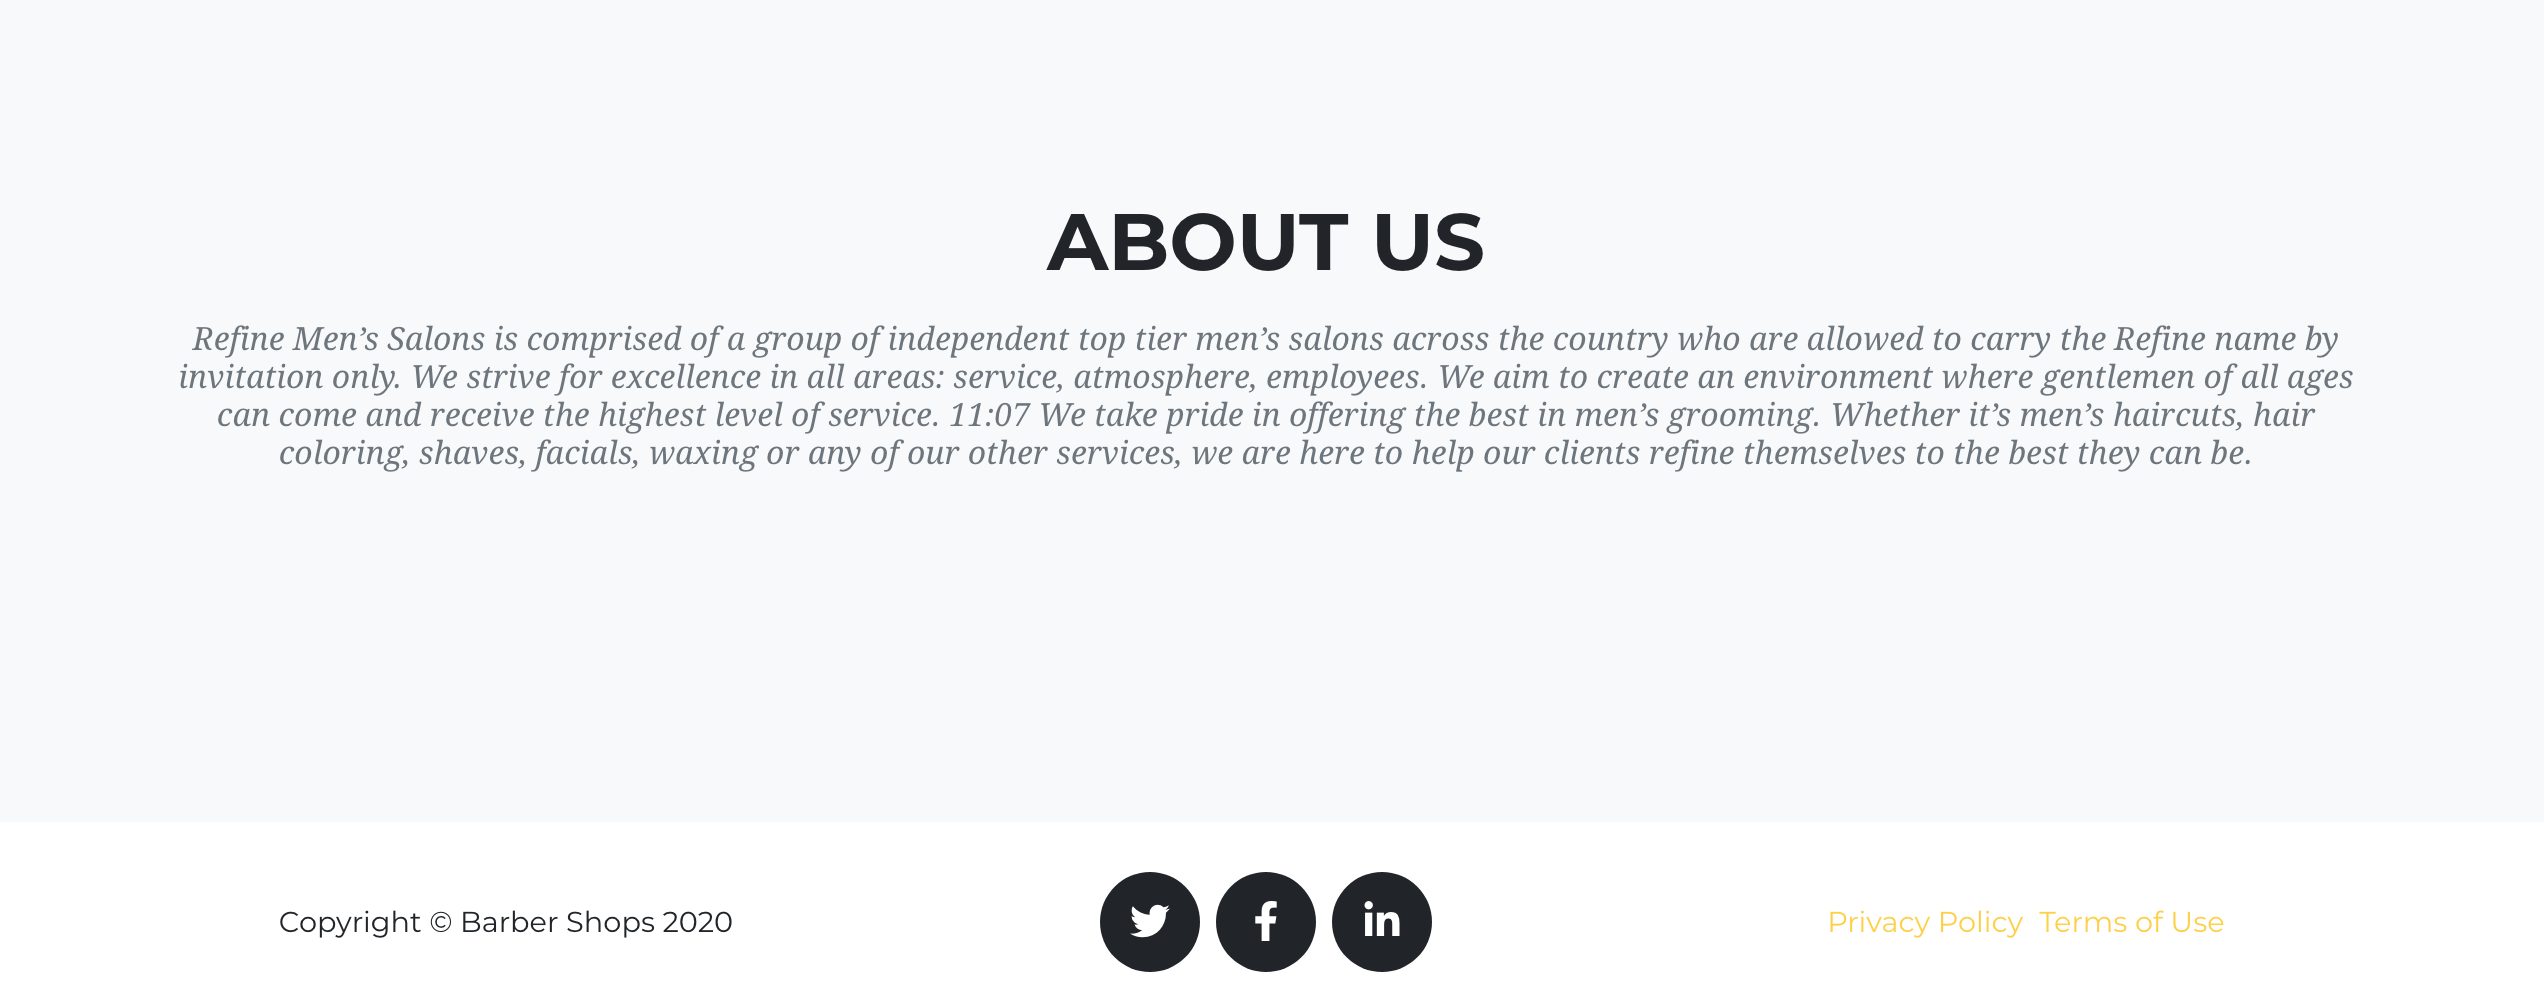 ABOUT US
Refine Men’s Salons is comprised of a group of independent top tier men’s salons across the country who are allowed to carry the Refine name by
invitation only. We strive for excellence in all areas: service, atmosphere, employees. We aim to create an environment where gentlemen of all ages
can come and receive the highest level of service. 11:07 We take pride in offering the best in men’s grooming. Whether it’s men’s haircuts, hair
coloring, shaves, facials, waxing or any of our other services, we are here to help our clients refine themselves to the best they can be.
Copyright © Barber Shops 2020
Privacy Policy Terms of Use